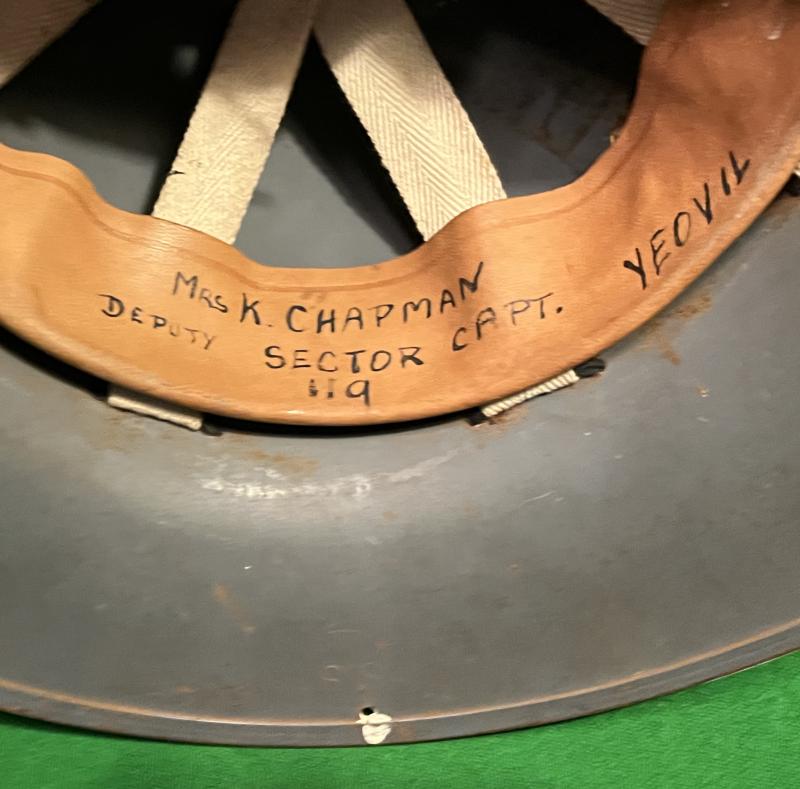 MRS K. CHAPMAN
DEPUTY SECTOR CAPT. YEOVIL
119